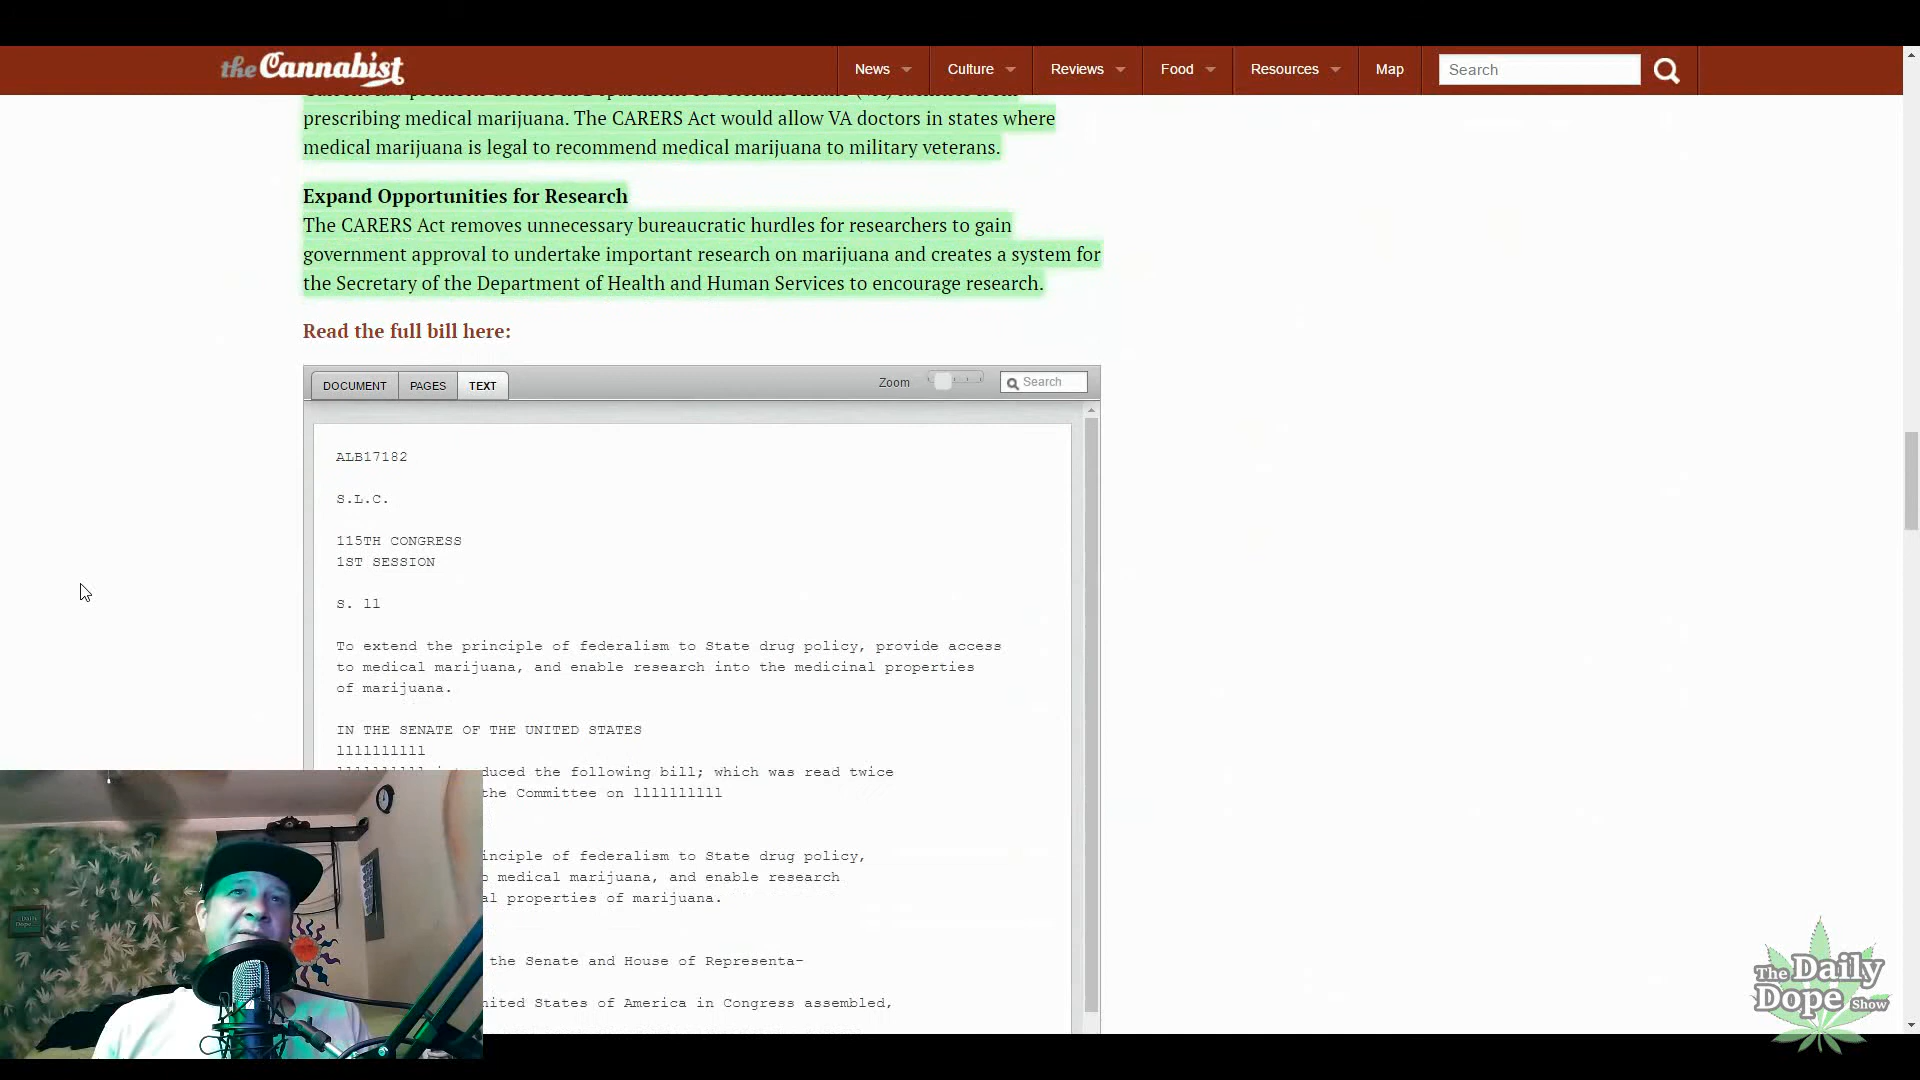 the Cannabist
News
Culture
Reviews
Food
Resources
Map
Search
prescribing medical marijuana. The CARERS Act would allow VA doctors in states where
medical marijuana is legal to recommend medical marijuana to military veterans.
Expand Opportunities for Research
The CARERS Act removes unnecessary bureaucratic hurdles for researchers to gain
government approval to undertake important research on marijuana and creates a system for
the Secretary of the Department of Health and Human Services to encourage research.
Read the full bill here:
DOCUMENT
PAGES
TEXT
Zoom
Search
ALB17182
S.L.C.
115TH CONGRESS
1ST SESSION
S. ll
To extend the principle of federalism to State drug policy, provide access
to medical marijuana, and enable research into the medicinal properties
of marijuana.
IN THE SENATE OF THE UNITED STATES
llllllllll
duced the following bill; which was read twice
the Committee on llllllllll
inciple of federalism to State drug policy,
medical marijuana, and enable research
al properties of marijuana.
the Senate and House of Representa-
nited States of America in Congress assembled,
The Daily
Dope Show